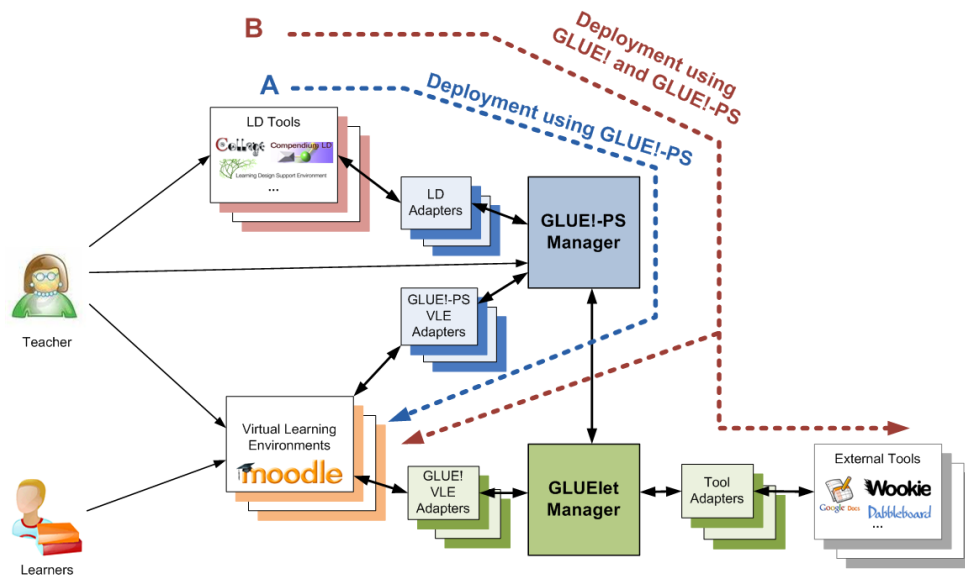 B
Deployment using
GLUE! and GLUE!-PS
A
Deployment using GLUE!-PS
LD Tools
Collage
Compendium LD
Learning Design Support Environment
...
LD
Adapters
GLUE!-PS
Manager
GLUE!-PS
VLE
Adapters
Teacher
Virtual Learning
Environments
moodle
GLUE!
VLE
Adapters
GLUElet
Manager
Tool
Adapters
External Tools
Google Docs
Wookie
Dabbleboard
...
Learners